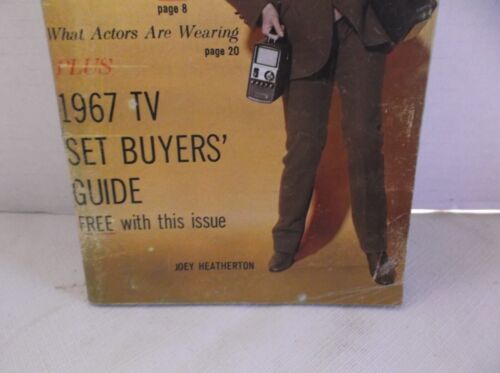 page 8
What Actors Are Wearing
page 20
PLUS
1967 TV
SET BUYERS'
GUIDE
FREE with this issue
JOEY HEATHERTON